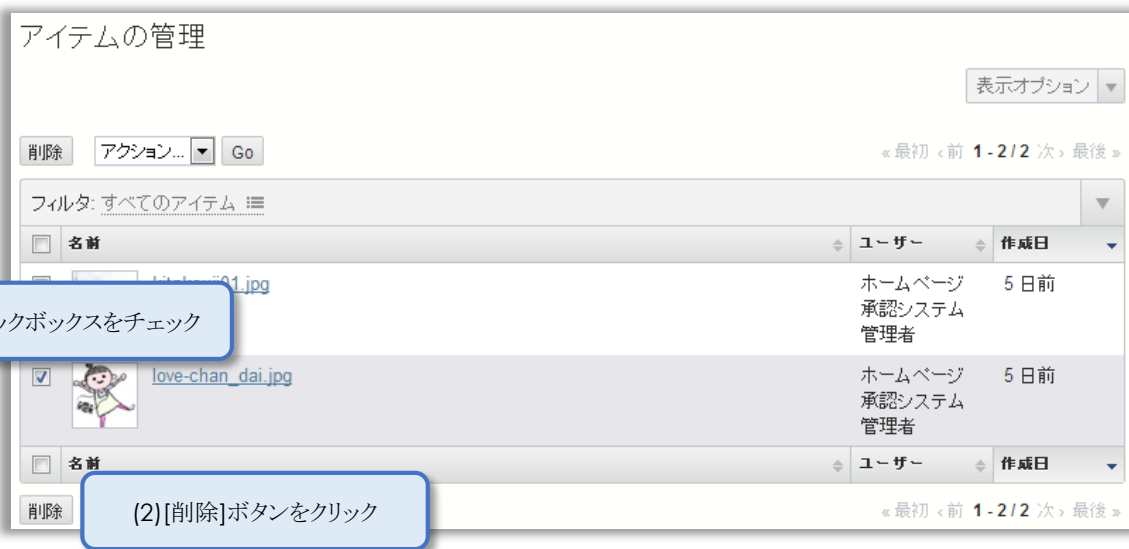 アイテムの管理
表示オプション
削除 アクション... Go «最初 ‹前 1 - 2 / 2 次› 最後»
フィルタ: すべてのアイテム
名前 ユーザー 作成日
1.jpg ホームページ 5 日前
承認システム
管理者
ックボックスをチェック
love-chan_dai.jpg ホームページ 5 日前
承認システム
管理者
名前 ユーザー 作成日
削除 (2)[削除]ボタンをクリック «最初 ‹前 1 - 2 / 2 次› 最後»